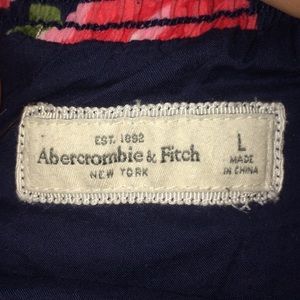 EST. 1892
Abercrombie & Fitch
NEW YORK
L
MADE
IN CHINA